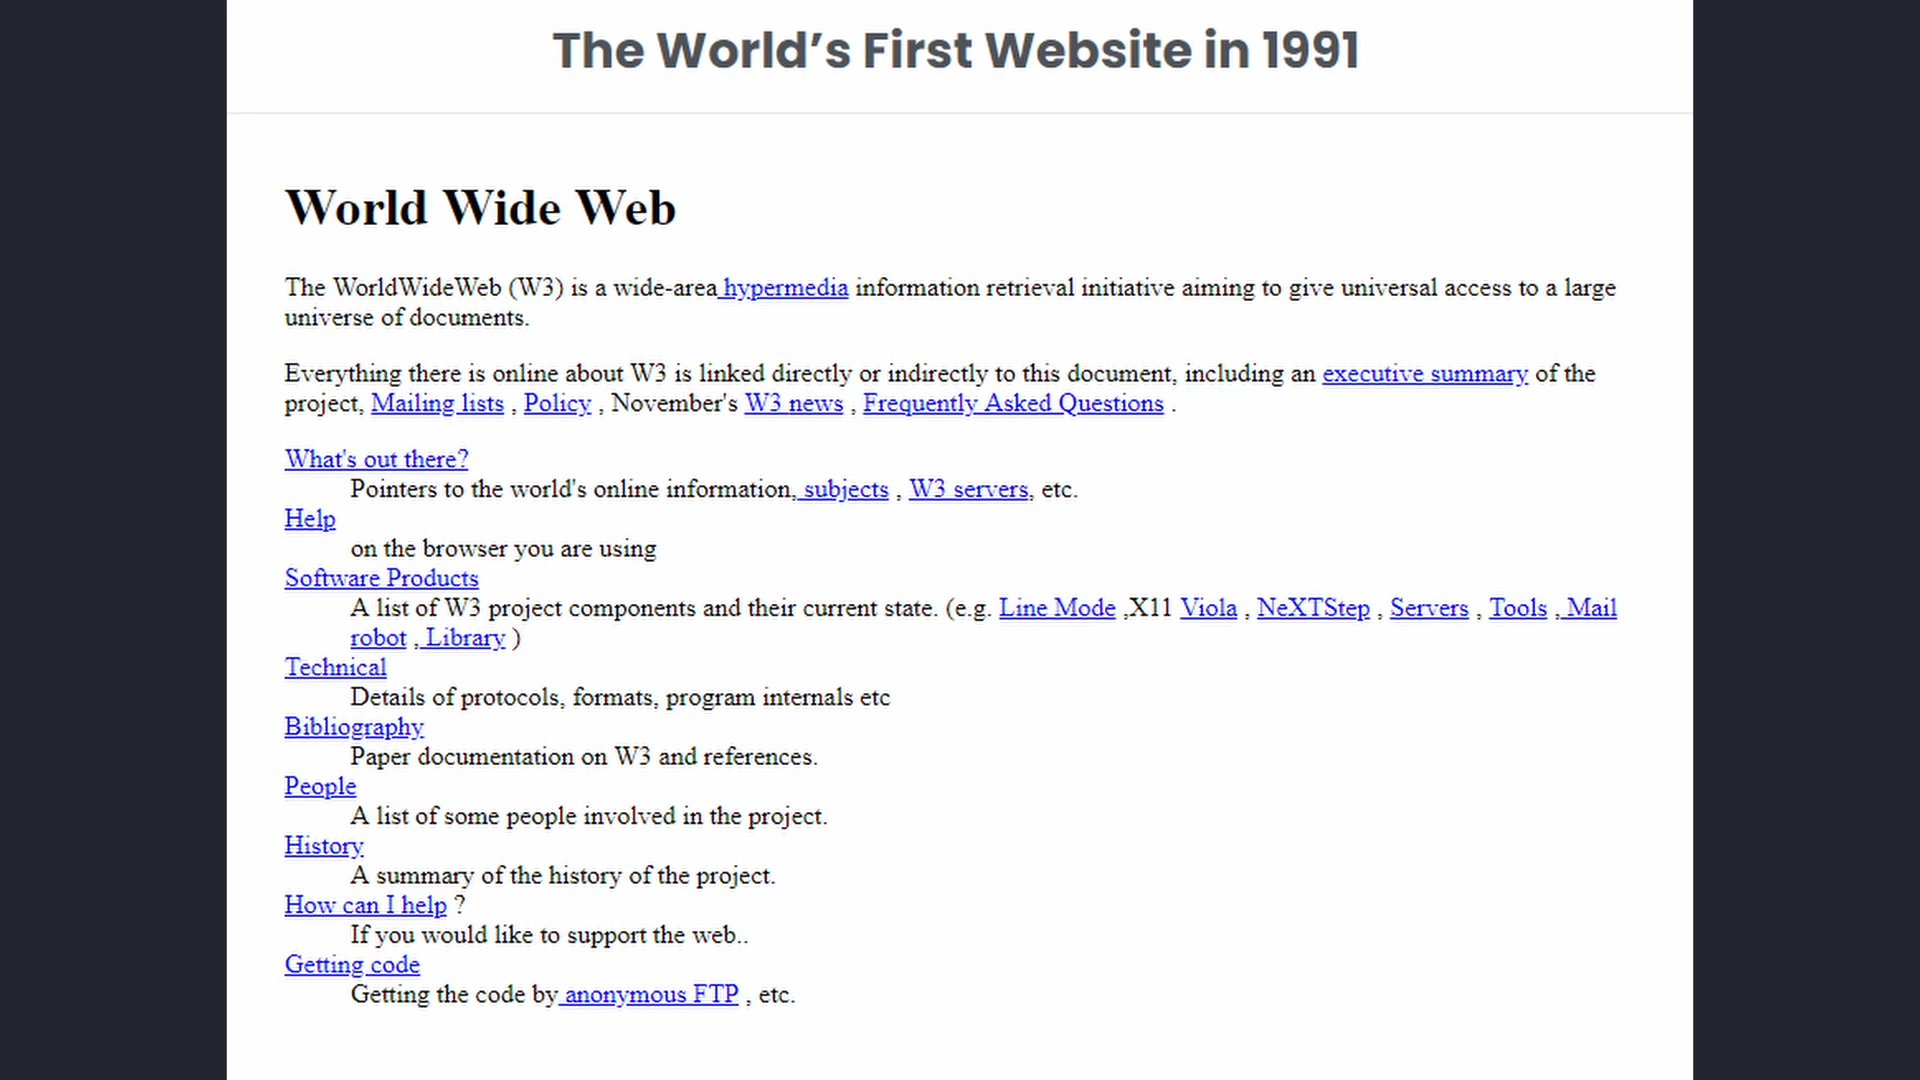 The World’s First Website in 1991
World Wide Web
The WorldWideWeb (W3) is a wide-area hypermedia information retrieval initiative aiming to give universal access to a large
universe of documents.
Everything there is online about W3 is linked directly or indirectly to this document, including an executive summary of the
project, Mailing lists , Policy , November's W3 news , Frequently Asked Questions .
What's out there?
Pointers to the world's online information, subjects , W3 servers, etc.
Help
on the browser you are using
Software Products
A list of W3 project components and their current state. (e.g. Line Mode ,X11 Viola , NeXTStep , Servers , Tools , Mail
robot , Library )
Technical
Details of protocols, formats, program internals etc
Bibliography
Paper documentation on W3 and references.
People
A list of some people involved in the project.
History
A summary of the history of the project.
How can I help ?
If you would like to support the web..
Getting code
Getting the code by anonymous FTP , etc.